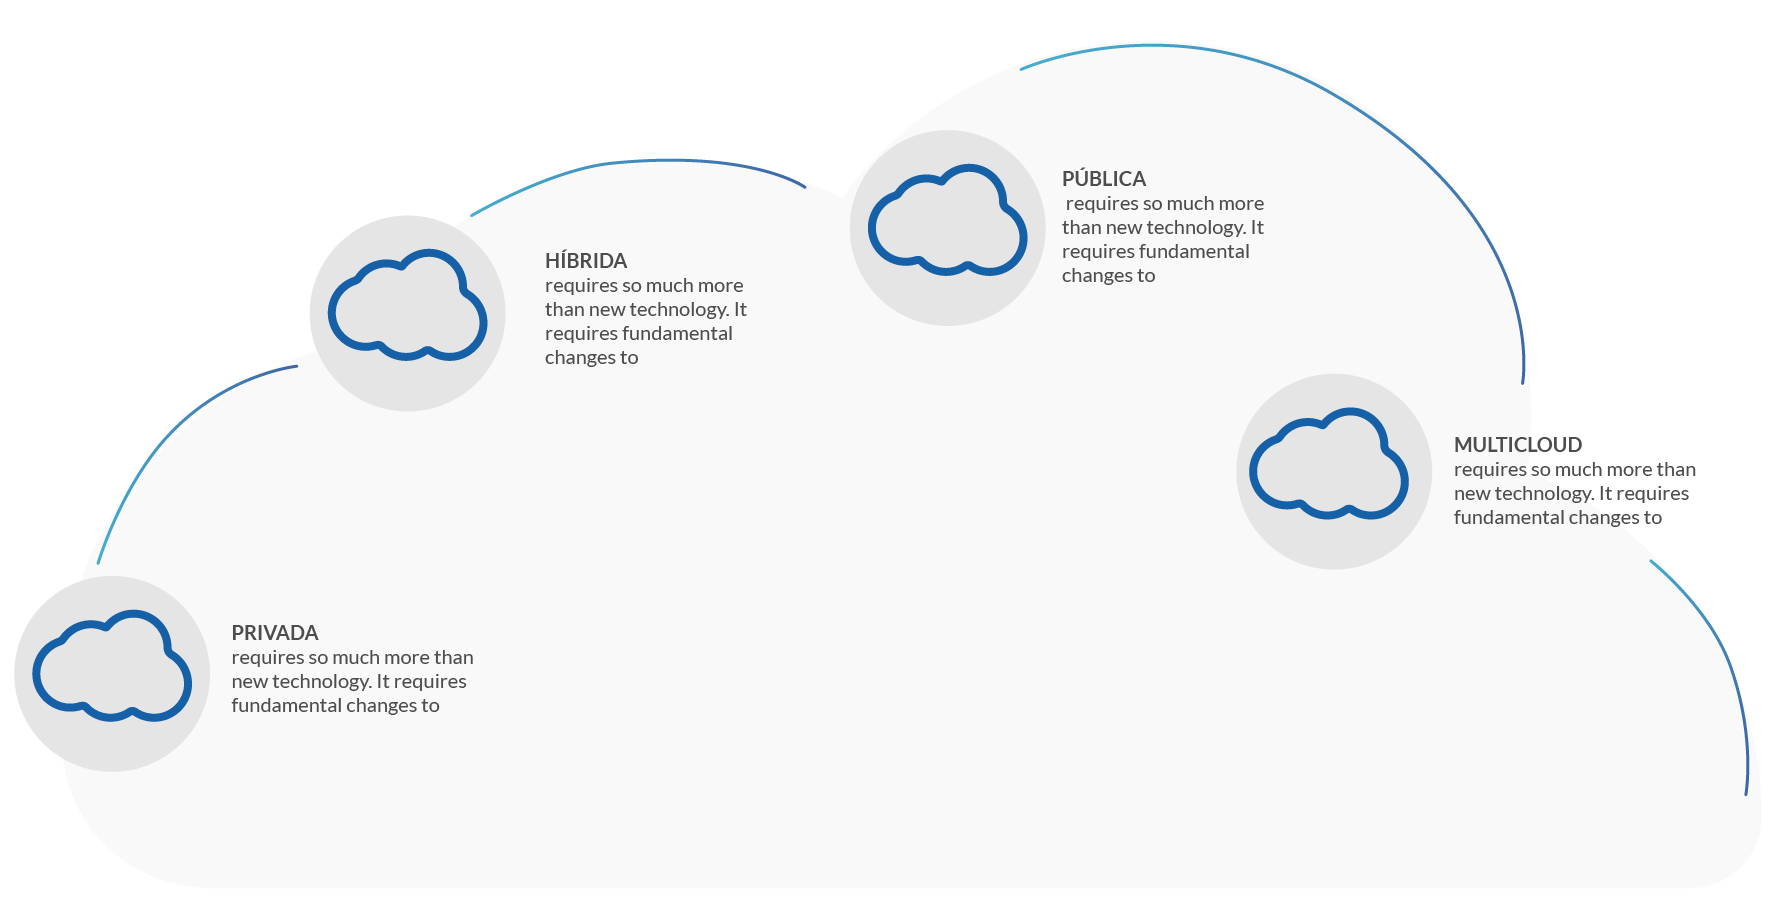 PÚBLICA
requires so much more
than new technology. It
requires fundamental
changes to
HÍBRIDA
requires so much more
than new technology. It
requires fundamental
changes to
MULTICLOUD
requires so much more than
new technology. It requires
fundamental changes to
PRIVADA
requires so much more than
new technology. It requires
fundamental changes to